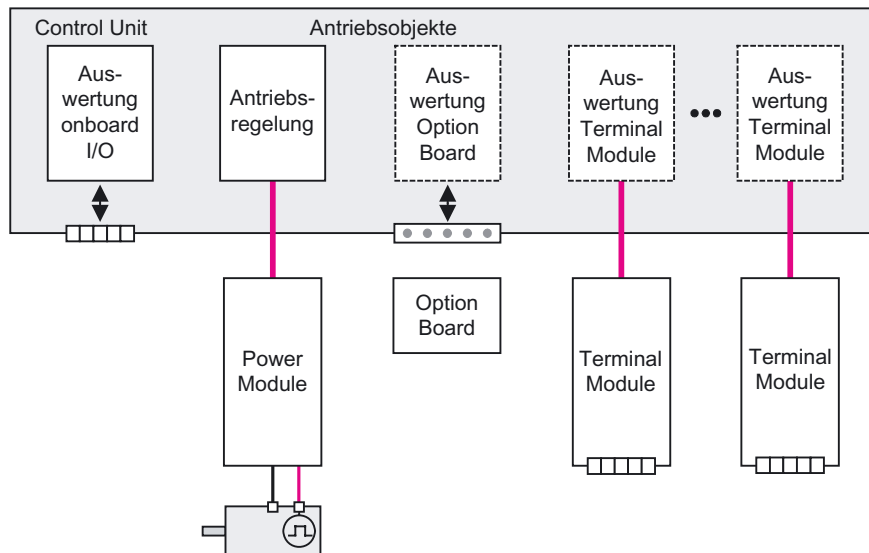 Control Unit
Antriebsobjekte
Aus-
wertung
onboard
I/O
Antriebs-
regelung
Aus-
wertung
Option
Board
Aus-
wertung
Terminal
Module
Aus-
wertung
Terminal
Module
Power
Module
Option
Board
Terminal
Module
Terminal
Module